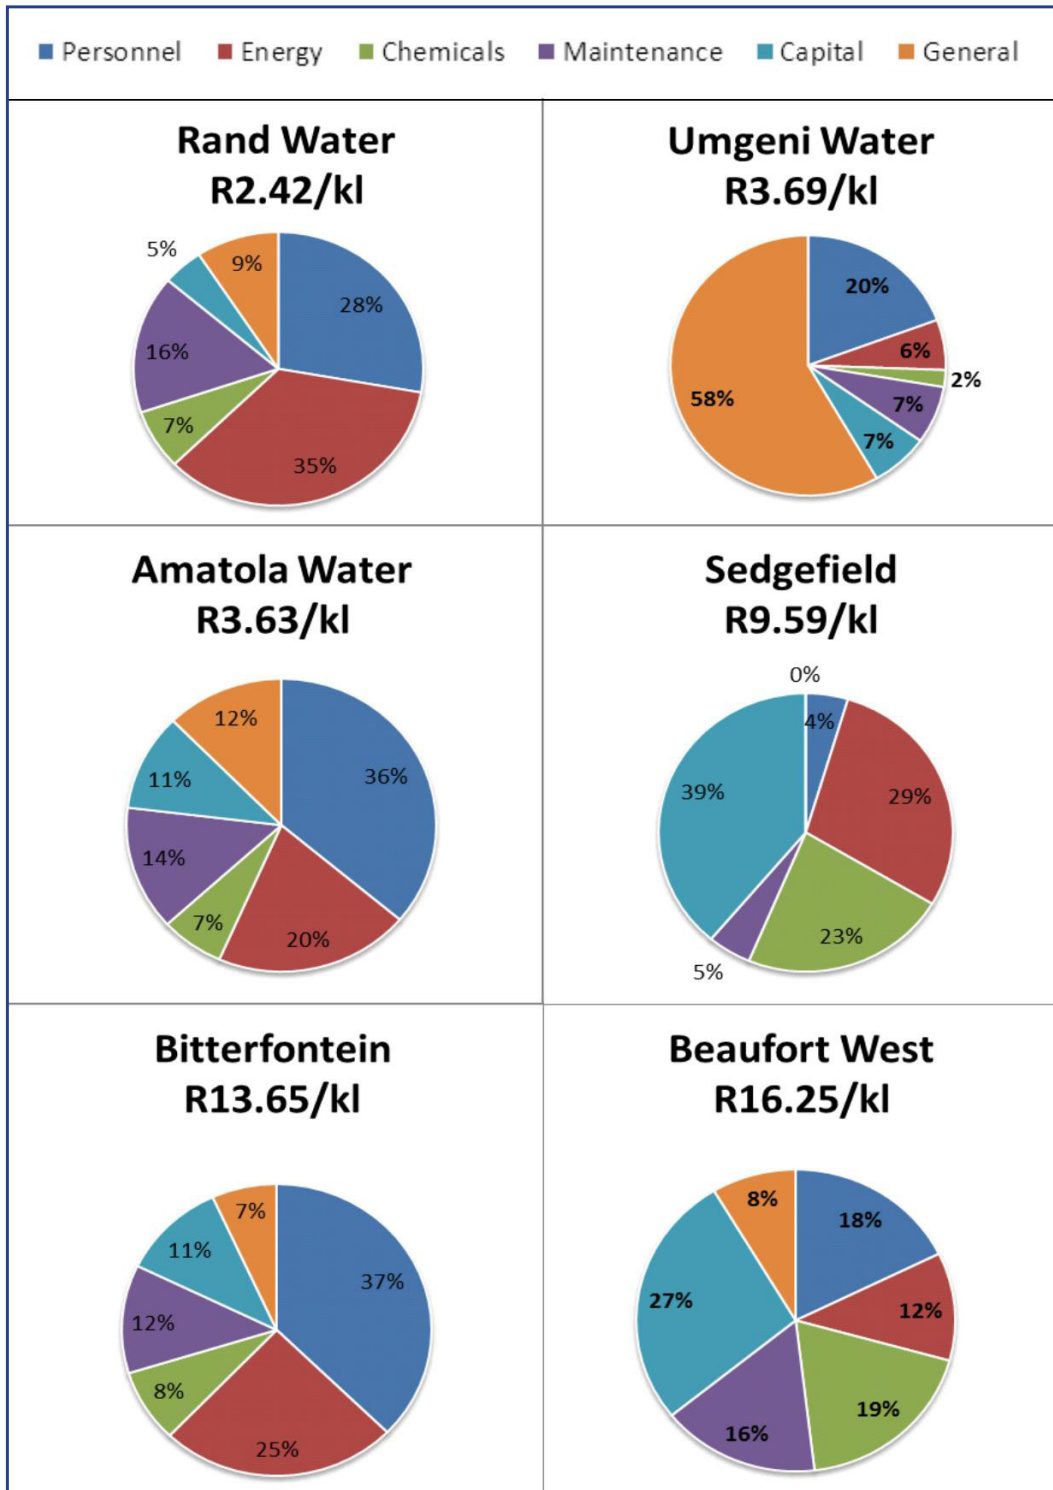 Personnel Energy Chemicals Maintenance Capital General
Rand Water
R2.42/kl
5%
9%
28%
16%
7%
35%
Umgeni Water
R3.69/kl
20%
6%
2%
58%
7%
7%
Amatola Water
R3.63/kl
12%
36%
11%
14%
7%
20%
Sedgefield
R9.59/kl
0%
4%
39%
29%
23%
5%
Bitterfontein
R13.65/kl
7%
11%
37%
12%
8%
25%
Beaufort West
R16.25/kl
8%
18%
27%
12%
19%
16%